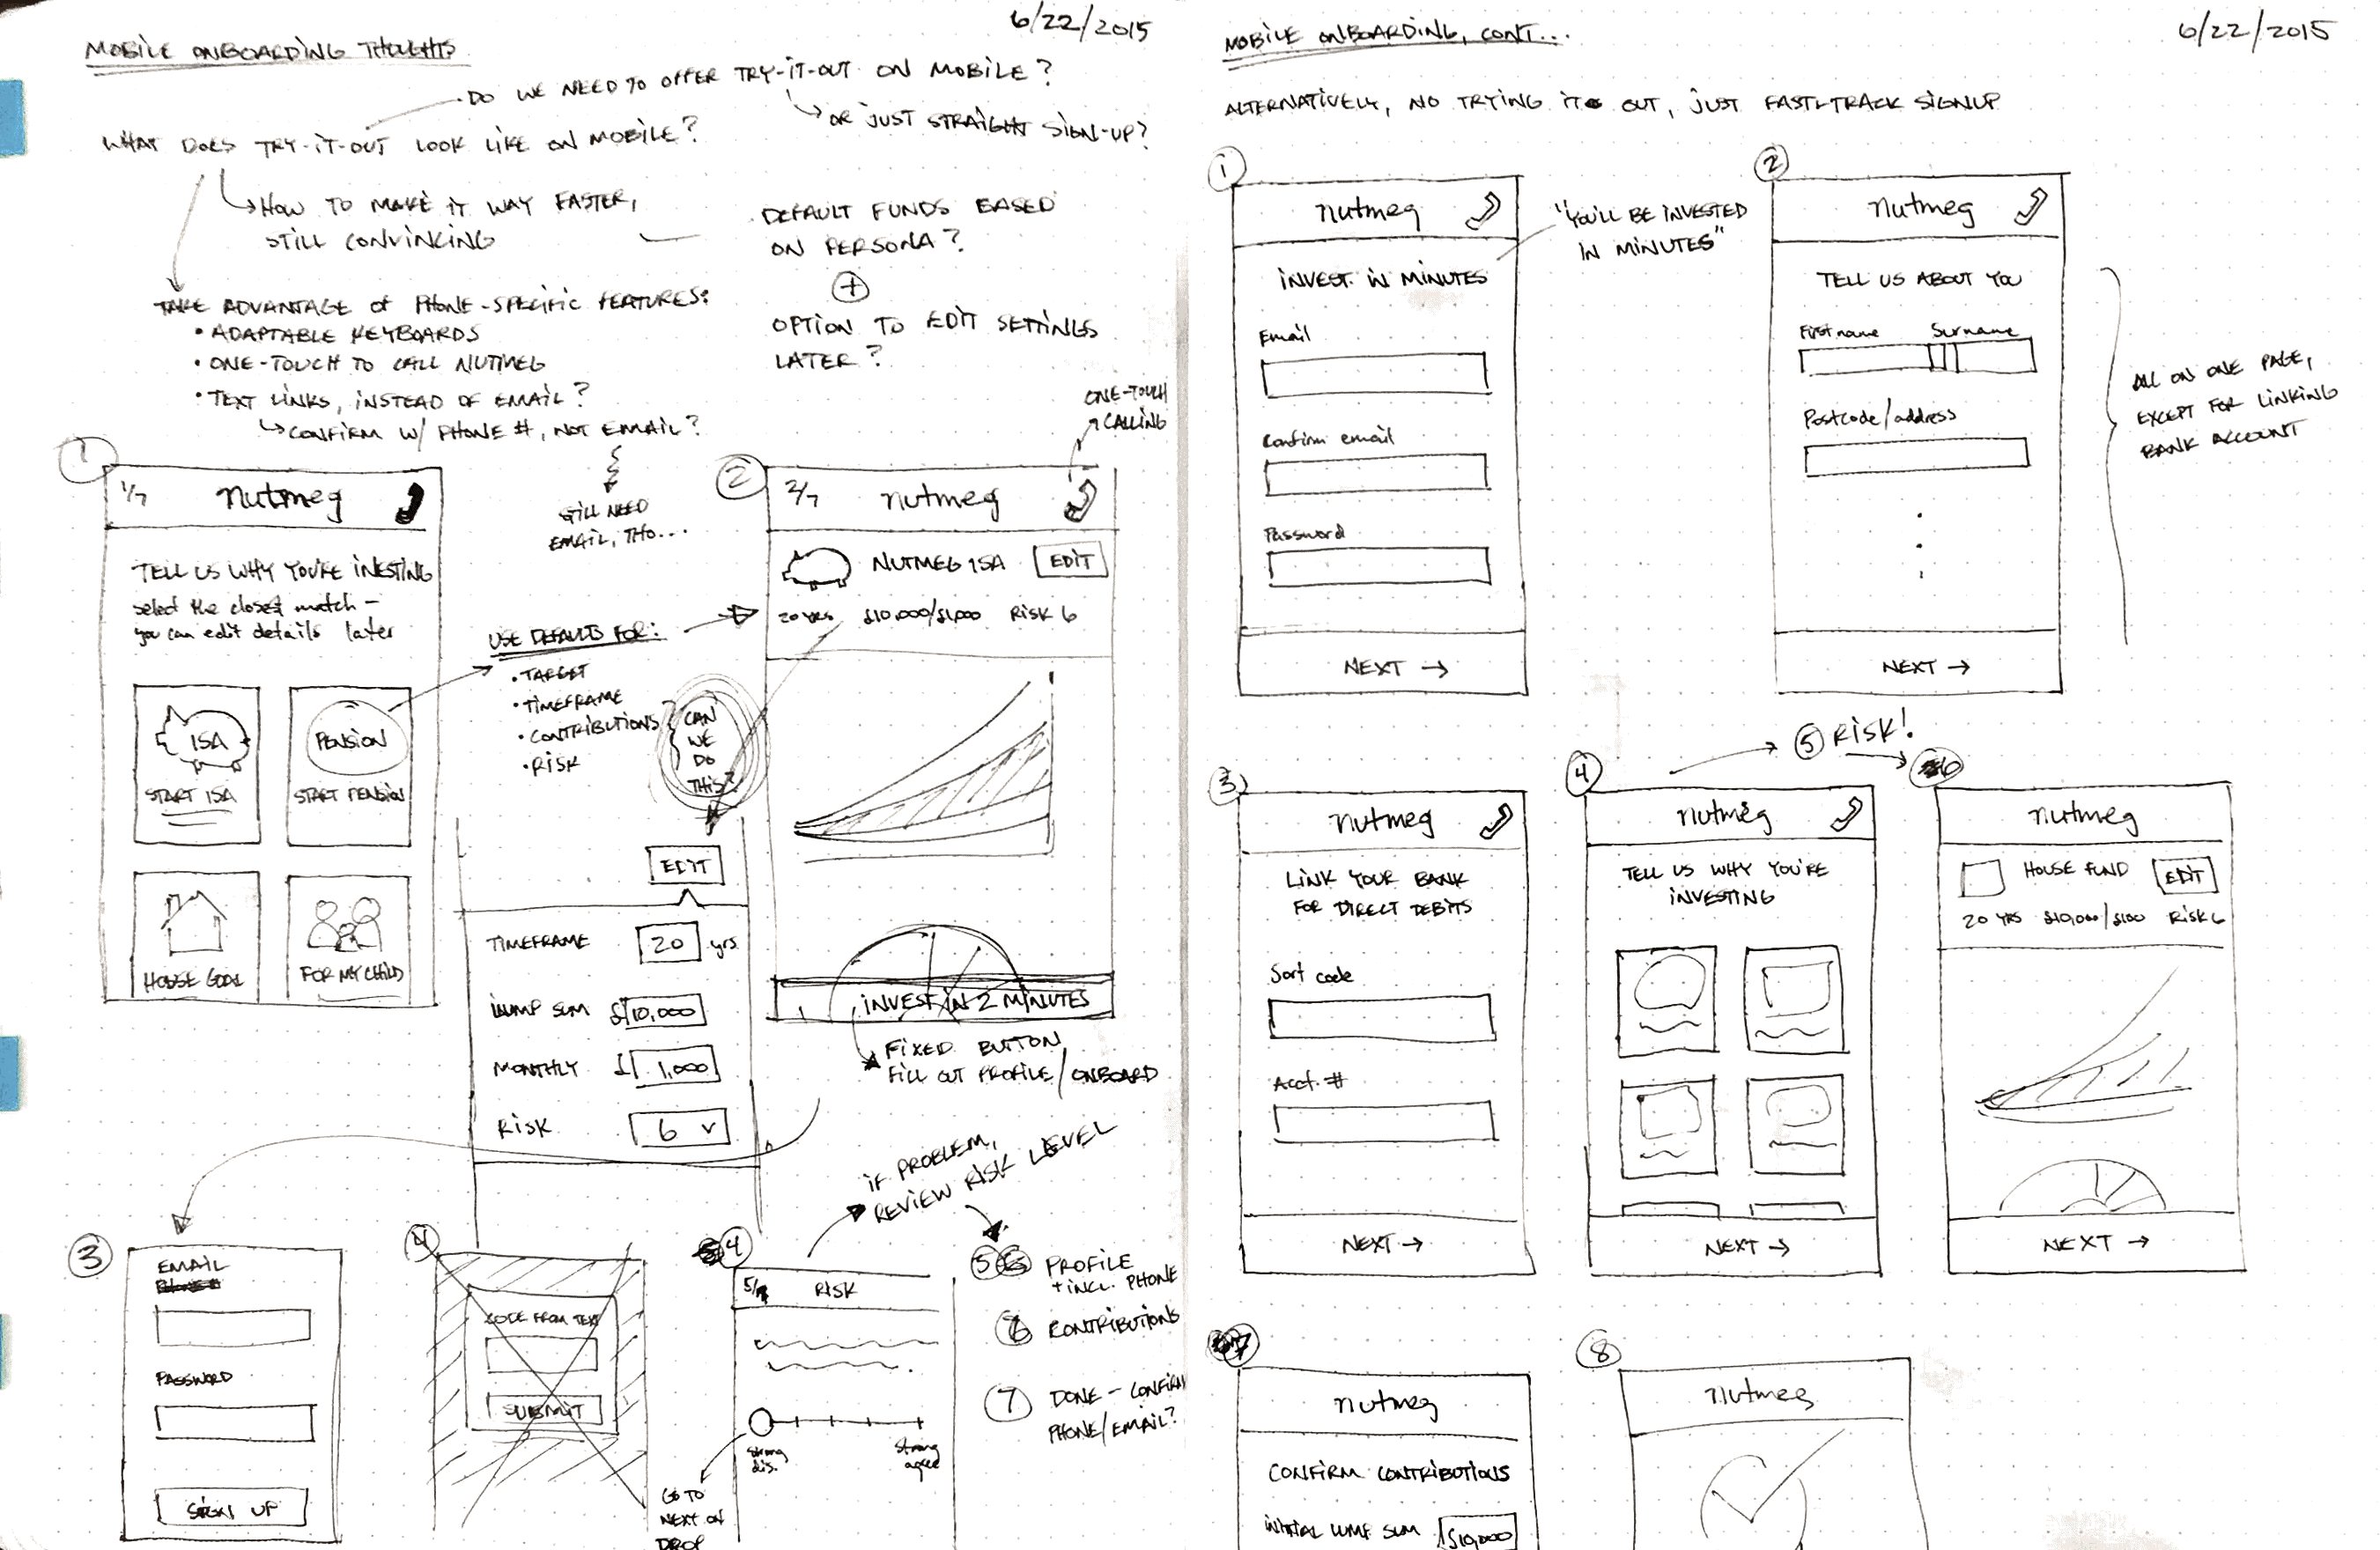 6/22/2015
MOBILE ONBOARDING THOUGHTS
• DO WE NEED TO OFFER TRY-IT-OUT ON MOBILE?
↳ OR JUST STRAIGHT SIGN-UP?
WHAT DOES TRY-IT-OUT LOOK LIKE ON MOBILE?
↳ HOW TO MAKE IT WAY FASTER,
STILL CONVINCING
DEFAULT FUNDS BASED
ON PERSONA?
+
OPTION TO EDIT SETTINGS
LATER?
TAKE ADVANTAGE OF PHONE-SPECIFIC FEATURES:
• ADAPTABLE KEYBOARDS
• ONE-TOUCH TO CALL NUTMEG
• TEXT LINKS, INSTEAD OF EMAIL?
↳ CONFIRM W/ PHONE #, NOT EMAIL?
STILL NEED
EMAIL, THO...
ONE-TOUCH
CALLING
1
1/7 nutmeg
TELL US WHY YOU'RE INESTING
select the closest match –
you can edit details later
ISA
START ISA
PENSION
START PENSION
HOUSE GOAL
FOR MY CHILD
USE DEFAULTS FOR:
• TARGET
• TIMEFRAME
• CONTRIBUTIONS
• RISK
CAN
WE
DO
THIS?
2
2/7 nutmeg
NUTMEG ISA EDIT
20 yrs £10,000/£1,000 RISK 6
INVEST IN 2 MINUTES
FIXED BUTTON
FILL OUT PROFILE/ONBOARD
EDIT
TIMEFRAME 20 yrs
LUMP SUM £10,000
MONTHLY £1,000
RISK 6
IF PROBLEM,
REVIEW RISK LEVEL
3
EMAIL
PASSWORD
SIGN UP
4
CODE FROM TEXT
SUBMIT
4
5/7 RISK
strong
dis.
strong
agree
GO TO
NEXT ON
DROP
5 PROFILE
+ INCL. PHONE
6 CONTRIBUTIONS
7 DONE – CONFIRM
PHONE/EMAIL?
MOBILE ONBOARDING, CONT...
6/22/2015
ALTERNATIVELY, NO TRYING IT OUT, JUST FAST-TRACK SIGNUP
1
nutmeg
INVEST IN MINUTES
Email
Confirm email
Password
NEXT →
"YOU'LL BE INVESTED
IN MINUTES"
2
nutmeg
TELL US ABOUT YOU
First name Surname
Postcode/address
NEXT →
ALL ON ONE PAGE,
EXCEPT FOR LINKING
BANK ACCOUNT
3
nutmeg
LINK YOUR BANK
FOR DIRECT DEBITS
Sort code
Acct. #
NEXT →
4
nutmeg
TELL US WHY YOU'RE
INVESTING
NEXT →
5 RISK!
6
nutmeg
HOUSE FUND EDIT
20 YRS £10,000/£100 RISK 6
NEXT →
7
nutmeg
CONFIRM CONTRIBUTIONS
INITIAL LUMP SUM £10,000
8
nutmeg